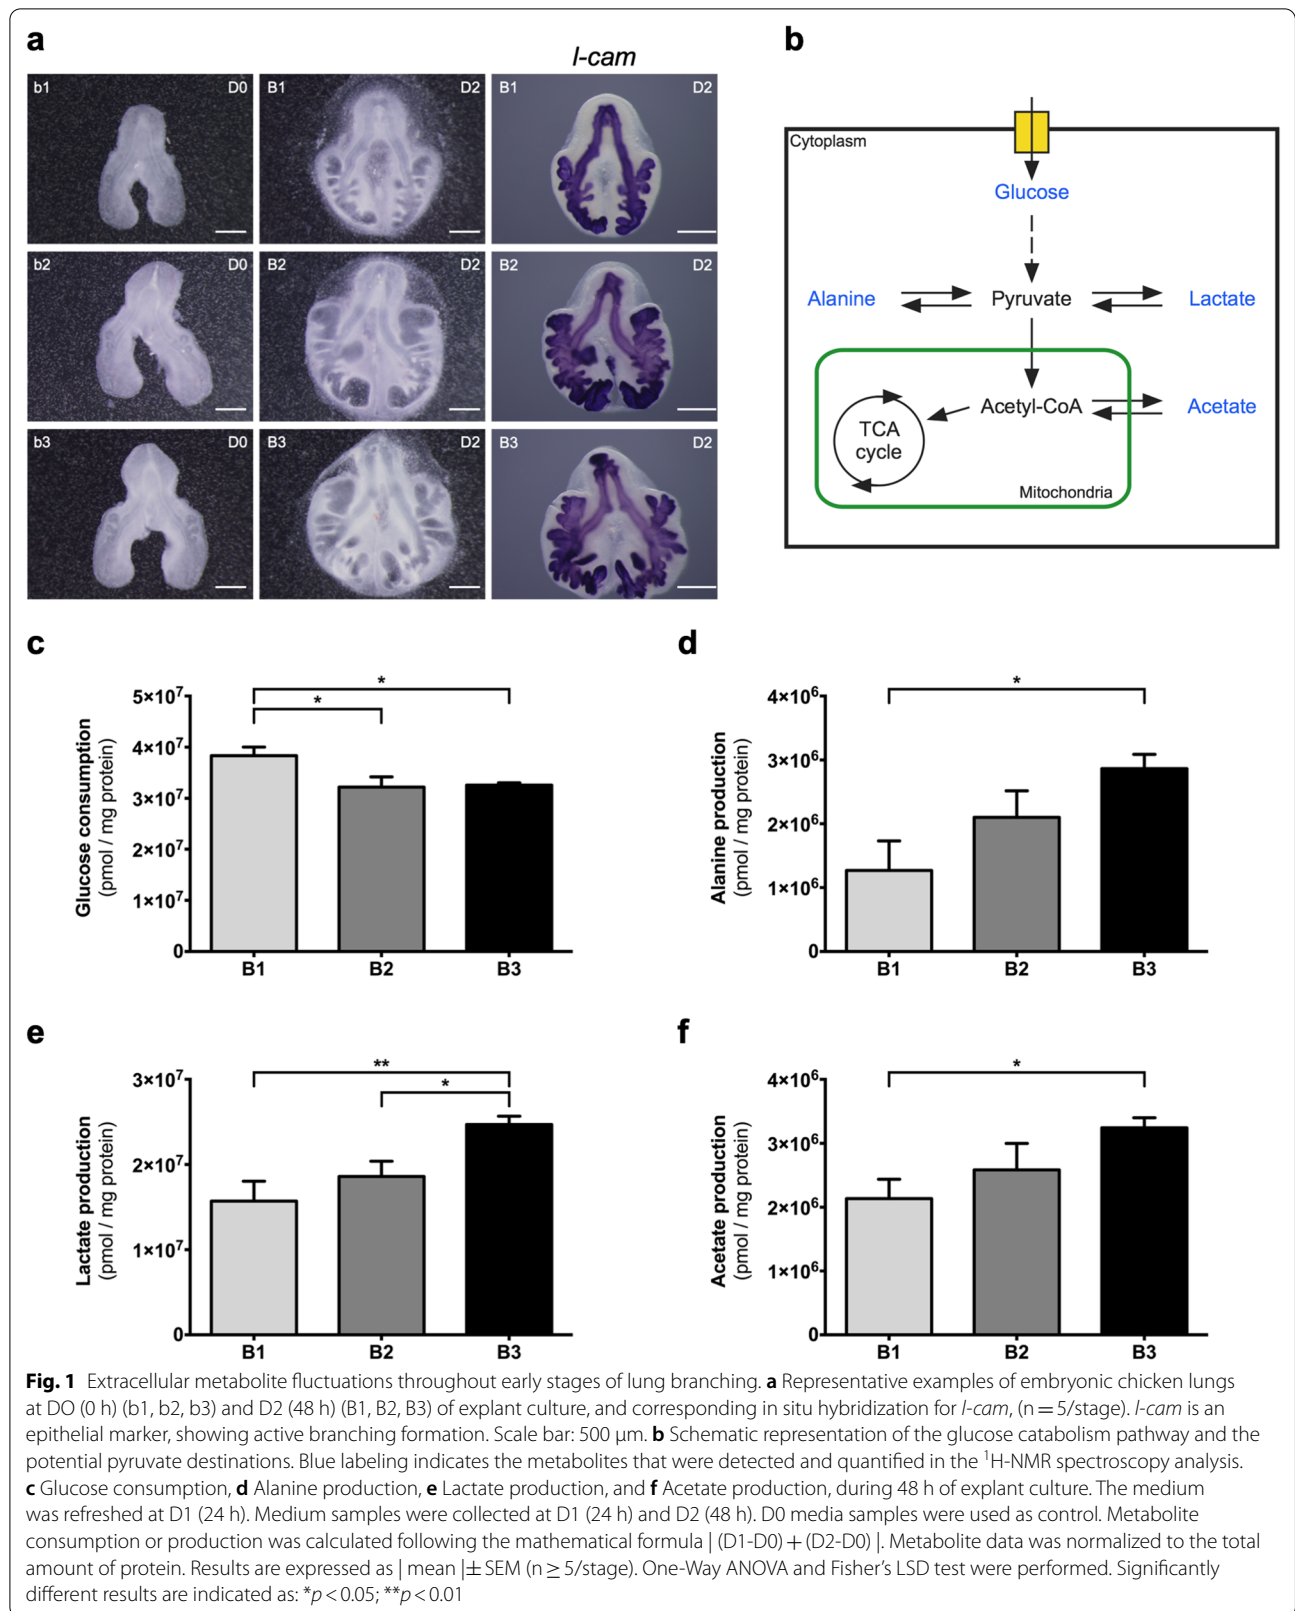 a
b
l-cam
b1 D0 B1 D2 B1 D2
b2 D0 B2 D2 B2 D2
b3 D0 B3 D2 B3 D2
Cytoplasm
Glucose
Alanine Pyruvate Lactate
Acetyl-CoA Acetate
TCA
cycle
Mitochondria
c
Glucose consumption
(pmol / mg protein)
5×10⁷
4×10⁷
3×10⁷
2×10⁷
1×10⁷
0
*
*
B1 B2 B3
d
Alanine production
(pmol / mg protein)
4×10⁶
3×10⁶
2×10⁶
1×10⁶
0
*
B1 B2 B3
e
Lactate production
(pmol / mg protein)
3×10⁷
2×10⁷
1×10⁷
0
**
*
B1 B2 B3
f
Acetate production
(pmol / mg protein)
4×10⁶
3×10⁶
2×10⁶
1×10⁶
0
*
B1 B2 B3
Fig. 1 Extracellular metabolite fluctuations throughout early stages of lung branching. a Representative examples of embryonic chicken lungs
at DO (0 h) (b1, b2, b3) and D2 (48 h) (B1, B2, B3) of explant culture, and corresponding in situ hybridization for l-cam, (n = 5/stage). l-cam is an
epithelial marker, showing active branching formation. Scale bar: 500 µm. b Schematic representation of the glucose catabolism pathway and the
potential pyruvate destinations. Blue labeling indicates the metabolites that were detected and quantified in the ¹H-NMR spectroscopy analysis.
c Glucose consumption, d Alanine production, e Lactate production, and f Acetate production, during 48 h of explant culture. The medium
was refreshed at D1 (24 h). Medium samples were collected at D1 (24 h) and D2 (48 h). D0 media samples were used as control. Metabolite
consumption or production was calculated following the mathematical formula | (D1-D0) + (D2-D0) |. Metabolite data was normalized to the total
amount of protein. Results are expressed as | mean |± SEM (n ≥ 5/stage). One-Way ANOVA and Fisher's LSD test were performed. Significantly
different results are indicated as: *p < 0.05; **p < 0.01